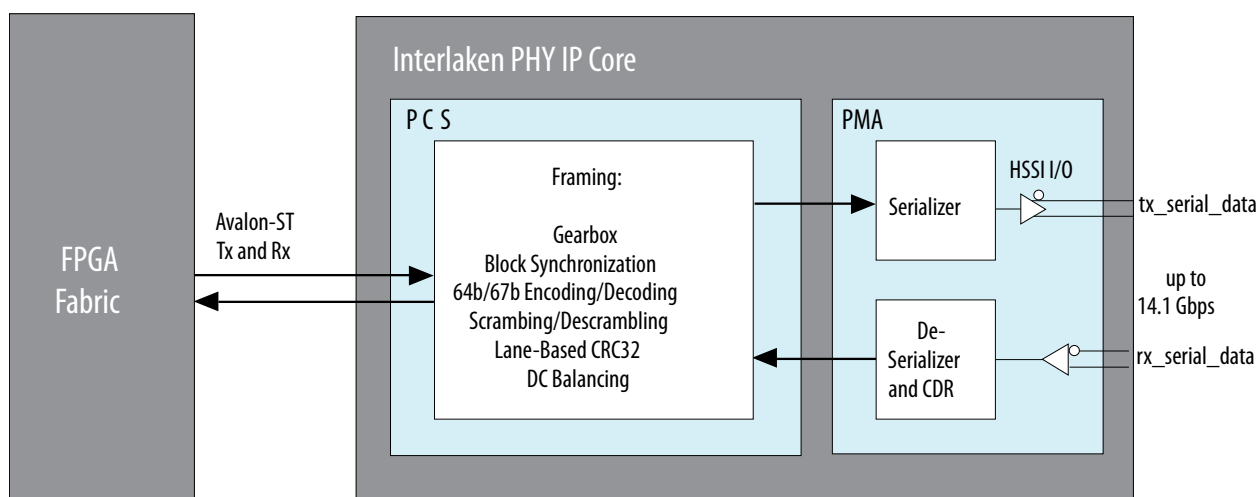 Interlaken PHY IP Core
P C S
PMA
Framing:
Gearbox
Block Synchronization
64b/67b Encoding/Decoding
Scrambing/Descrambling
Lane-Based CRC32
DC Balancing
FPGA
Fabric
Avalon-ST
Tx and Rx
Serializer
HSSI I/O
tx_serial_data
up to
14.1 Gbps
De-
Serializer
and CDR
rx_serial_data